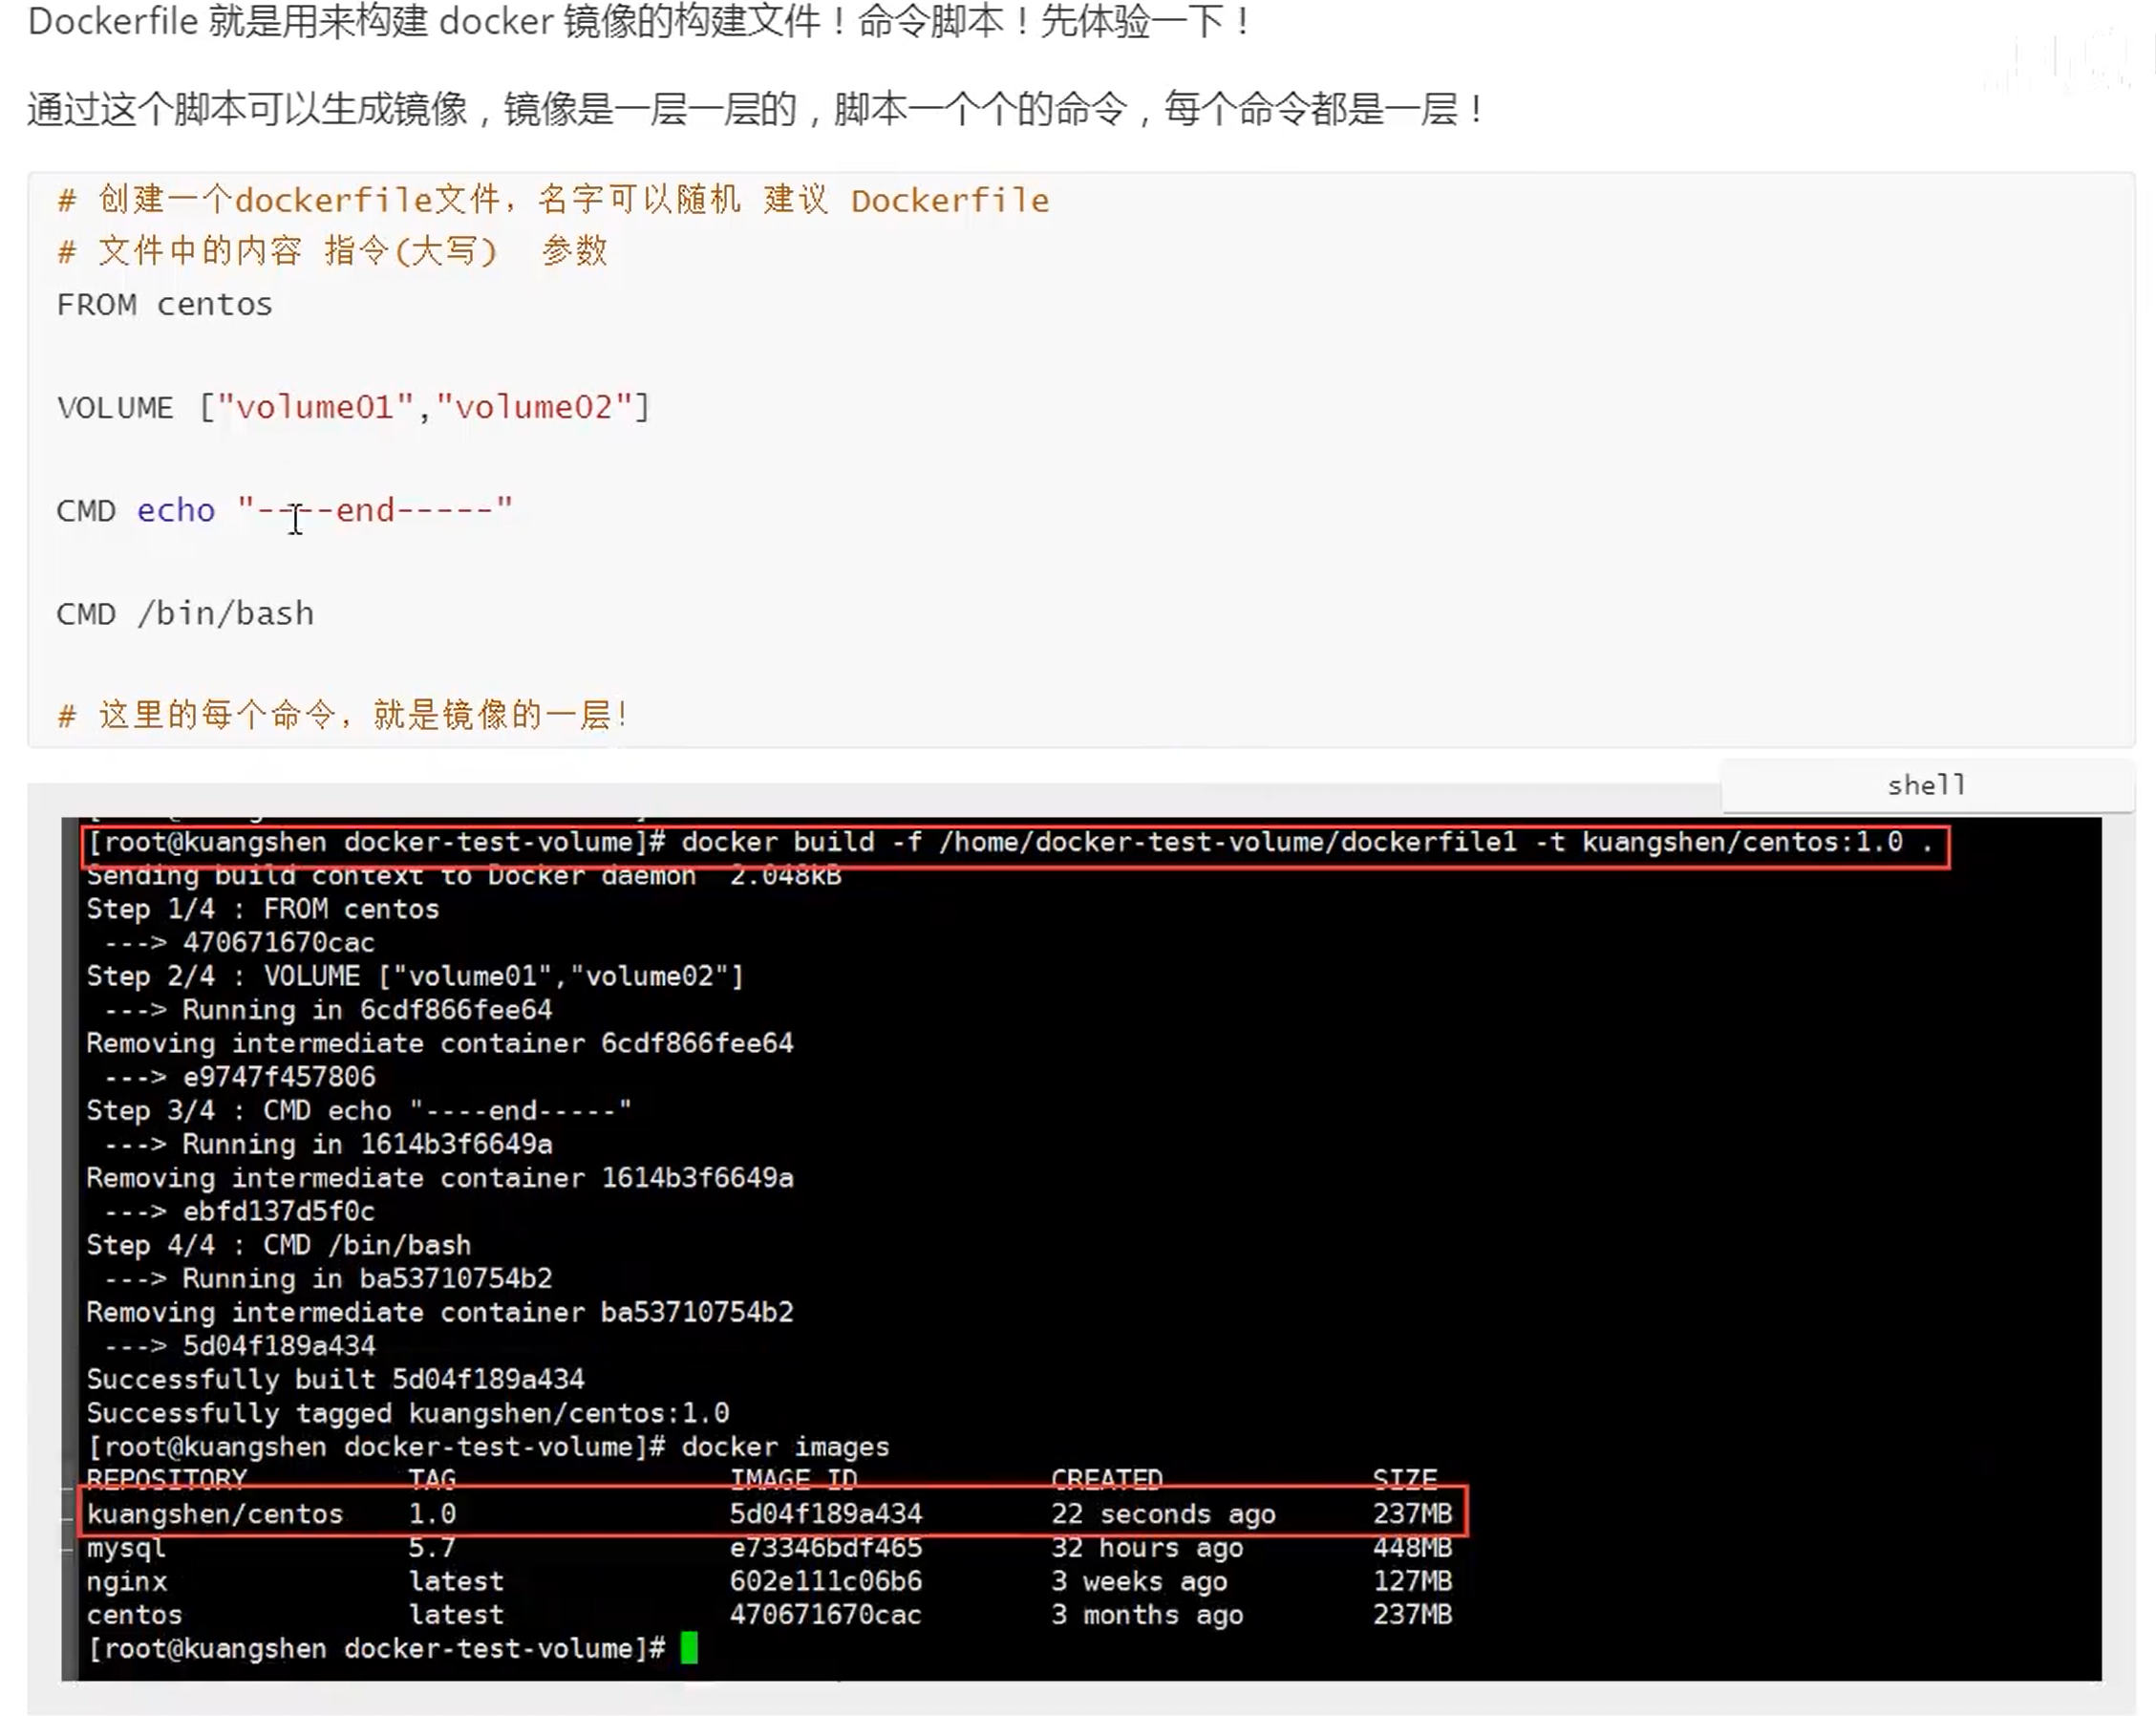 Dockerfile 就是用来构建 docker 镜像的构建文件！命令脚本！先体验一下！
通过这个脚本可以生成镜像，镜像是一层一层的，脚本一个个的命令，每个命令都是一层！
# 创建一个dockerfile文件，名字可以随机 建议 Dockerfile
# 文件中的内容 指令(大写) 参数
FROM centos
VOLUME ["volume01","volume02"]
CMD echo "----end-----"
CMD /bin/bash
# 这里的每个命令，就是镜像的一层！
shell
[root@kuangshen docker-test-volume]# docker build -f /home/docker-test-volume/dockerfile1 -t kuangshen/centos:1.0 .
Sending build context to Docker daemon  2.048kB
Step 1/4 : FROM centos
 ---> 470671670cac
Step 2/4 : VOLUME ["volume01","volume02"]
 ---> Running in 6cdf866fee64
Removing intermediate container 6cdf866fee64
 ---> e9747f457806
Step 3/4 : CMD echo "----end-----"
 ---> Running in 1614b3f6649a
Removing intermediate container 1614b3f6649a
 ---> ebfd137d5f0c
Step 4/4 : CMD /bin/bash
 ---> Running in ba53710754b2
Removing intermediate container ba53710754b2
 ---> 5d04f189a434
Successfully built 5d04f189a434
Successfully tagged kuangshen/centos:1.0
[root@kuangshen docker-test-volume]# docker images
REPOSITORY TAG IMAGE ID CREATED SIZE
kuangshen/centos 1.0 5d04f189a434 22 seconds ago 237MB
mysql 5.7 e73346bdf465 32 hours ago 448MB
nginx latest 602e111c06b6 3 weeks ago 127MB
centos latest 470671670cac 3 months ago 237MB
[root@kuangshen docker-test-volume]#